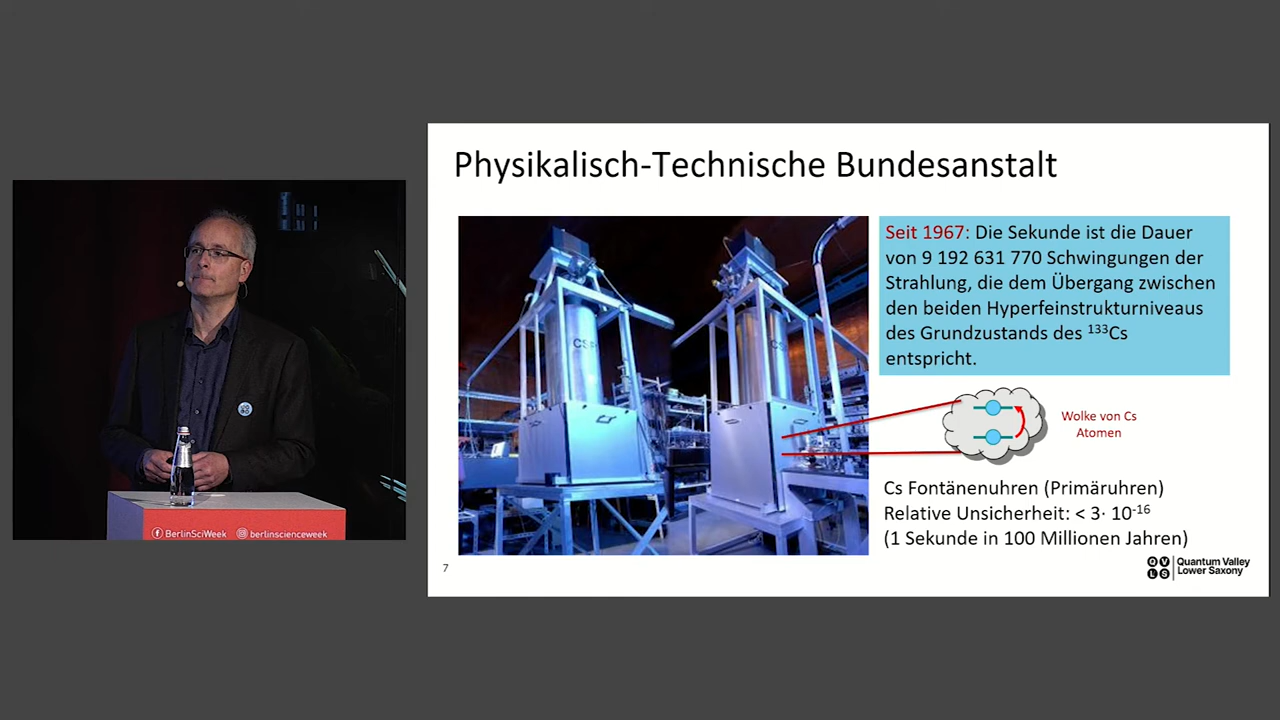 Physikalisch-Technische Bundesanstalt
Seit 1967: Die Sekunde ist die Dauer
von 9 192 631 770 Schwingungen der
Strahlung, die dem Übergang zwischen
den beiden Hyperfeinstrukturniveaus
des Grundzustands des ¹³³Cs
entspricht.
Wolke von Cs
Atomen
Cs Fontänenuhren (Primäruhren)
Relative Unsicherheit: < 3· 10⁻¹⁶
(1 Sekunde in 100 Millionen Jahren)
7
QVLS
Quantum Valley
Lower Saxony
BerlinSciWeek
berlinscienceweek